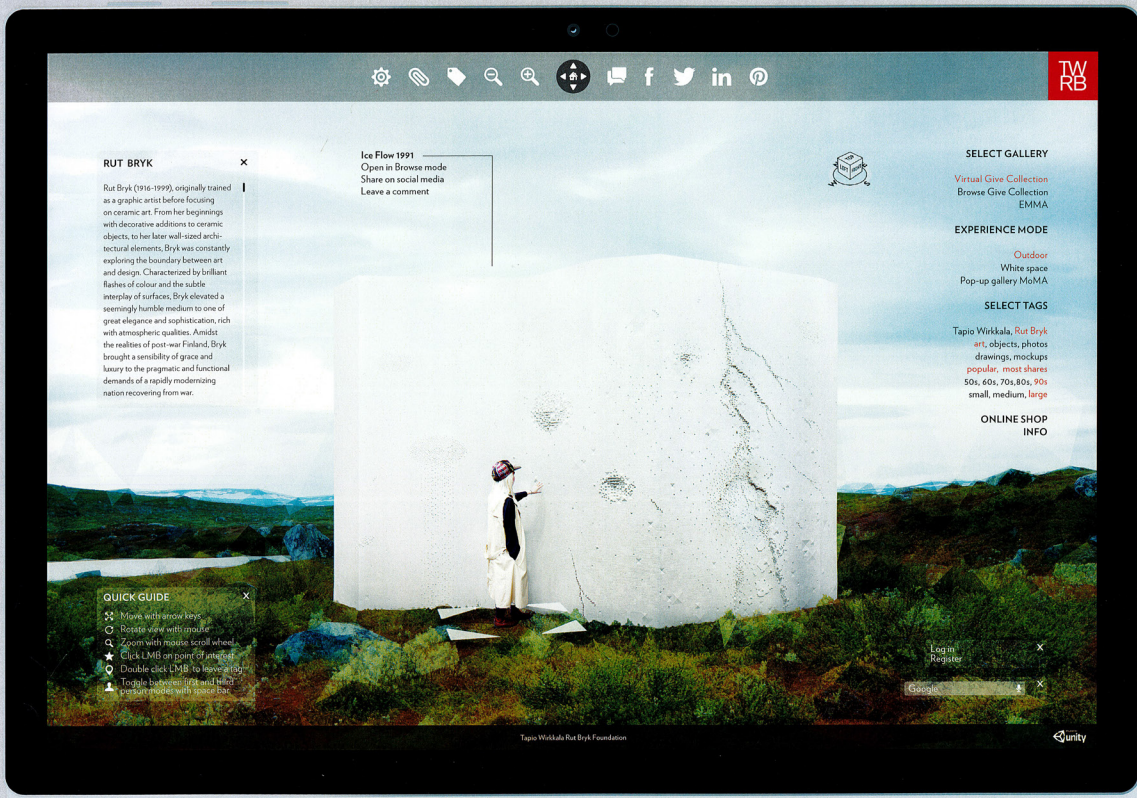 TW
RB
RUT BRYK
Rut Bryk (1916-1999), originally trained
as a graphic artist before focusing
on ceramic art. From her beginnings
with decorative additions to ceramic
objects, to her later wall-sized archi-
tectural elements, Bryk was constantly
exploring the boundary between art
and design. Characterized by brilliant
flashes of colour and the subtle
interplay of surfaces, Bryk elevated a
seemingly humble medium to one of
great elegance and sophistication, rich
with atmospheric qualities. Amidst
the realities of post-war Finland, Bryk
brought a sensibility of grace and
luxury to the pragmatic and functional
demands of a rapidly modernizing
nation recovering from war.
Ice Flow 1991
Open in Browse mode
Share on social media
Leave a comment
TOP
SELECT GALLERY
Virtual Give Collection
Browse Give Collection
EMMA
EXPERIENCE MODE
Outdoor
White space
Pop-up gallery MoMA
SELECT TAGS
Tapio Wirkkala, Rut Bryk
art, objects, photos
drawings, mockups
popular, most shares
50s, 60s, 70s,80s, 90s
small, medium, large
ONLINE SHOP
INFO
QUICK GUIDE
Move with arrow keys
Rotate view with mouse
Zoom with mouse scroll wheel
Click LMB on point of interest
Double click LMB to leave a tag
Toggle between first and third
person modes with space bar
Log in
Register
Google
Tapio Wirkkala Rut Bryk Foundation
unity